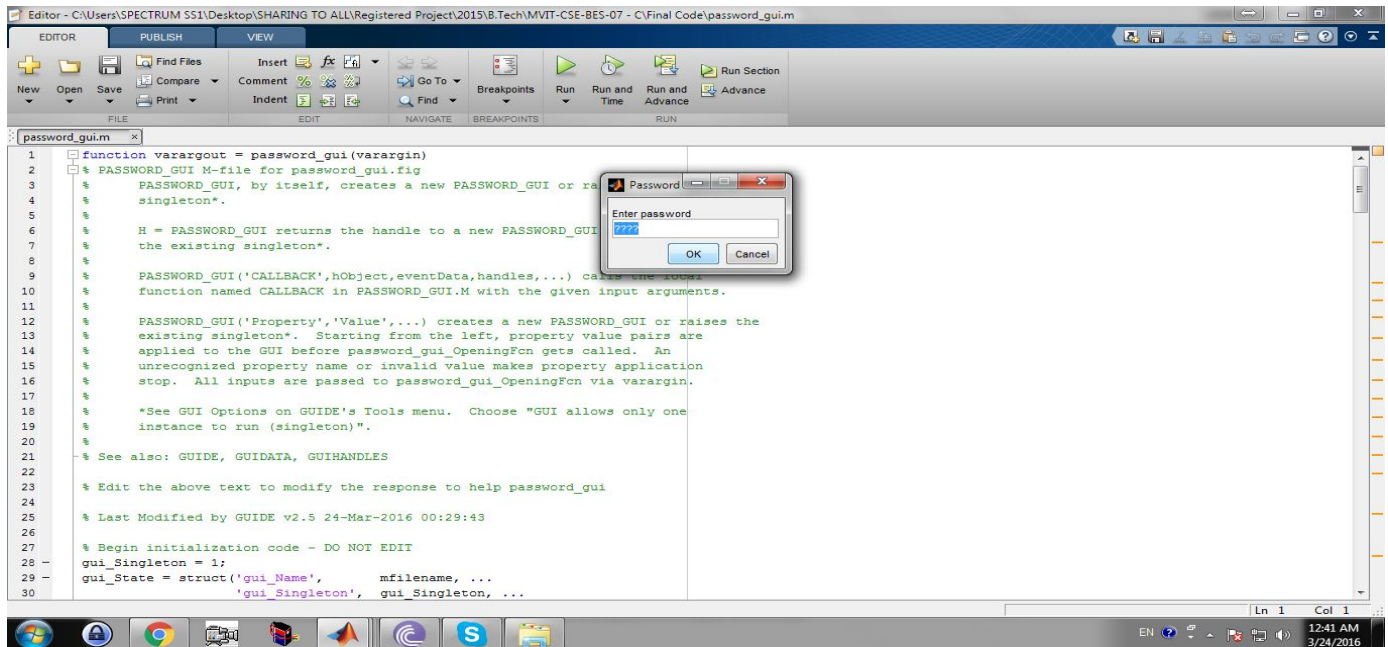 Editor - C:\Users\SPECTRUM SS1\Desktop\SHARING TO ALL\Registered Project\2015\B.Tech\MVIT-CSE-BES-07 - C\Final Code\password_gui.m
EDITOR PUBLISH VIEW
New Open Save
Find Files
Compare
Print
FILE
Insert fx
Comment
Indent
EDIT
Go To
Find
NAVIGATE
Breakpoints
BREAKPOINTS
Run
Run and Time
Run and Advance
Run Section
Advance
RUN
password_gui.m ×
1 function varargout = password_gui(varargin)
2 % PASSWORD_GUI M-file for password_gui.fig
3 % PASSWORD_GUI, by itself, creates a new PASSWORD_GUI or ra
4 % singleton*.
5 %
6 % H = PASSWORD_GUI returns the handle to a new PASSWORD_GUI
7 % the existing singleton*.
8 %
9 % PASSWORD_GUI('CALLBACK',hObject,eventData,handles,...) calls the local
10 % function named CALLBACK in PASSWORD_GUI.M with the given input arguments.
11 %
12 % PASSWORD_GUI('Property','Value',...) creates a new PASSWORD_GUI or raises the
13 % existing singleton*. Starting from the left, property value pairs are
14 % applied to the GUI before password_gui_OpeningFcn gets called. An
15 % unrecognized property name or invalid value makes property application
16 % stop. All inputs are passed to password_gui_OpeningFcn via varargin.
17 %
18 % *See GUI Options on GUIDE's Tools menu. Choose "GUI allows only one
19 % instance to run (singleton)".
20 %
21 % See also: GUIDE, GUIDATA, GUIHANDLES
22
23 % Edit the above text to modify the response to help password_gui
24
25 % Last Modified by GUIDE v2.5 24-Mar-2016 00:29:43
26
27 % Begin initialization code - DO NOT EDIT
28 - gui_Singleton = 1;
29 - gui_State = struct('gui_Name', mfilename, ...
30 'gui_Singleton', gui_Singleton, ...
Password
Enter password
????
OK Cancel
Ln 1 Col 1
EN
12:41 AM
3/24/2016